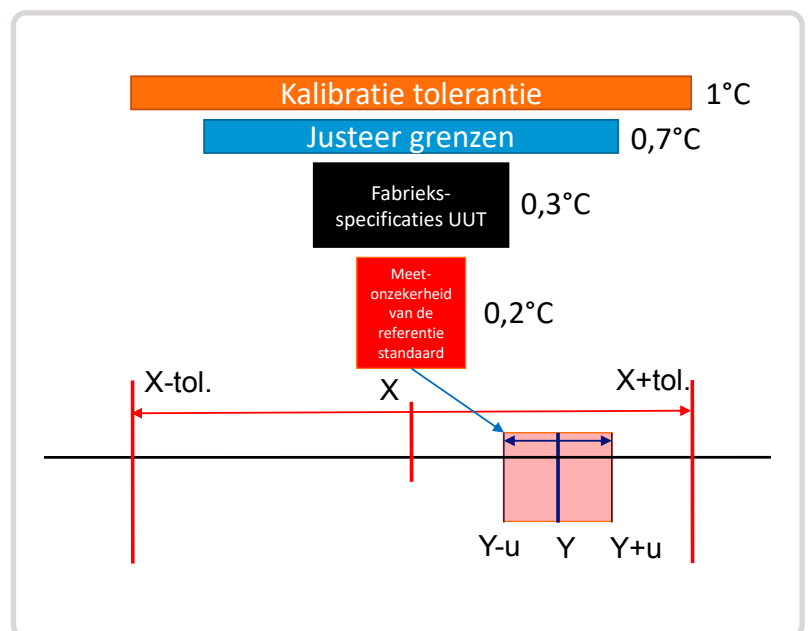 Kalibratie tolerantie
1°C
Justeer grenzen
0,7°C
Fabrieks-
specificaties UUT
0,3°C
Meet-
onzekerheid
van de
referentie
standaard
0,2°C
X-tol.
X
X+tol.
Y-u
Y
Y+u